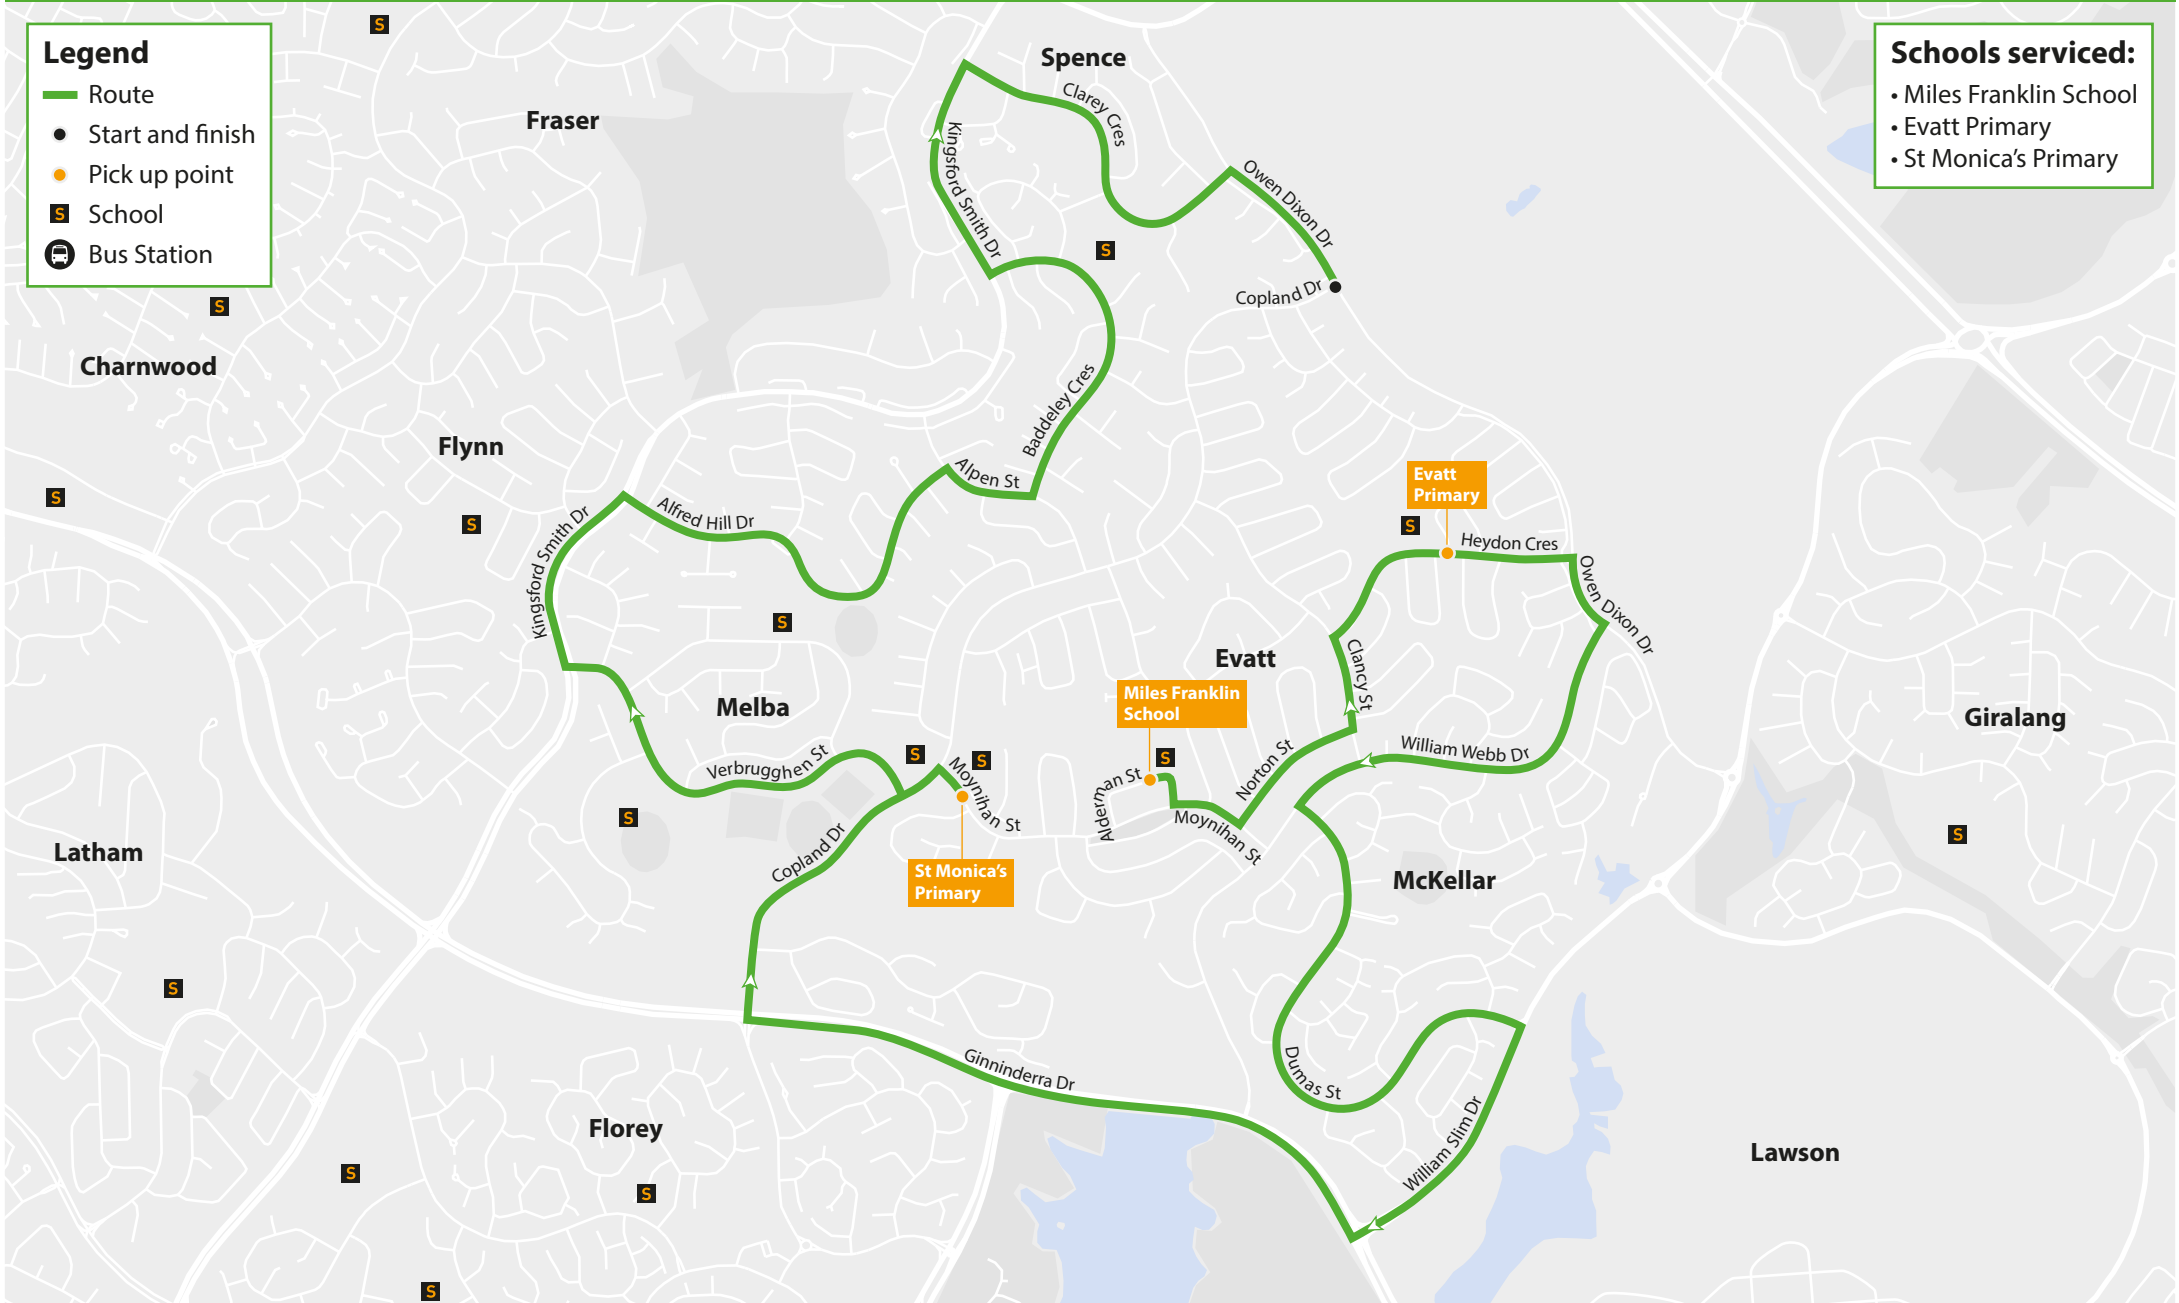 Legend
Route
Start and finish
Pick up point
S School
Bus Station
Schools serviced:
• Miles Franklin School
• Evatt Primary
• St Monica's Primary
S
Spence
Clarey Cres
Fraser
Kingsford Smith Dr
Owen Dixon Dr
S
Copland Dr
S
Charnwood
Baddeley Cres
Flynn
Alpen St
Evatt
Primary
S
S
Alfred Hill Dr
S
Heydon Cres
Kingsford Smith Dr
Owen Dixon Dr
S
Clancy St
Evatt
Miles Franklin
School
Melba
Giralang
Verbrugghen St
S
Moynihan St
S
S
Alderman St
Norton St
William Webb Dr
Moynihan St
S
Copland Dr
St Monica's
Primary
Latham
McKellar
S
S
Ginninderra Dr
Dumas St
William Slim Dr
Florey
Lawson
S
S
S